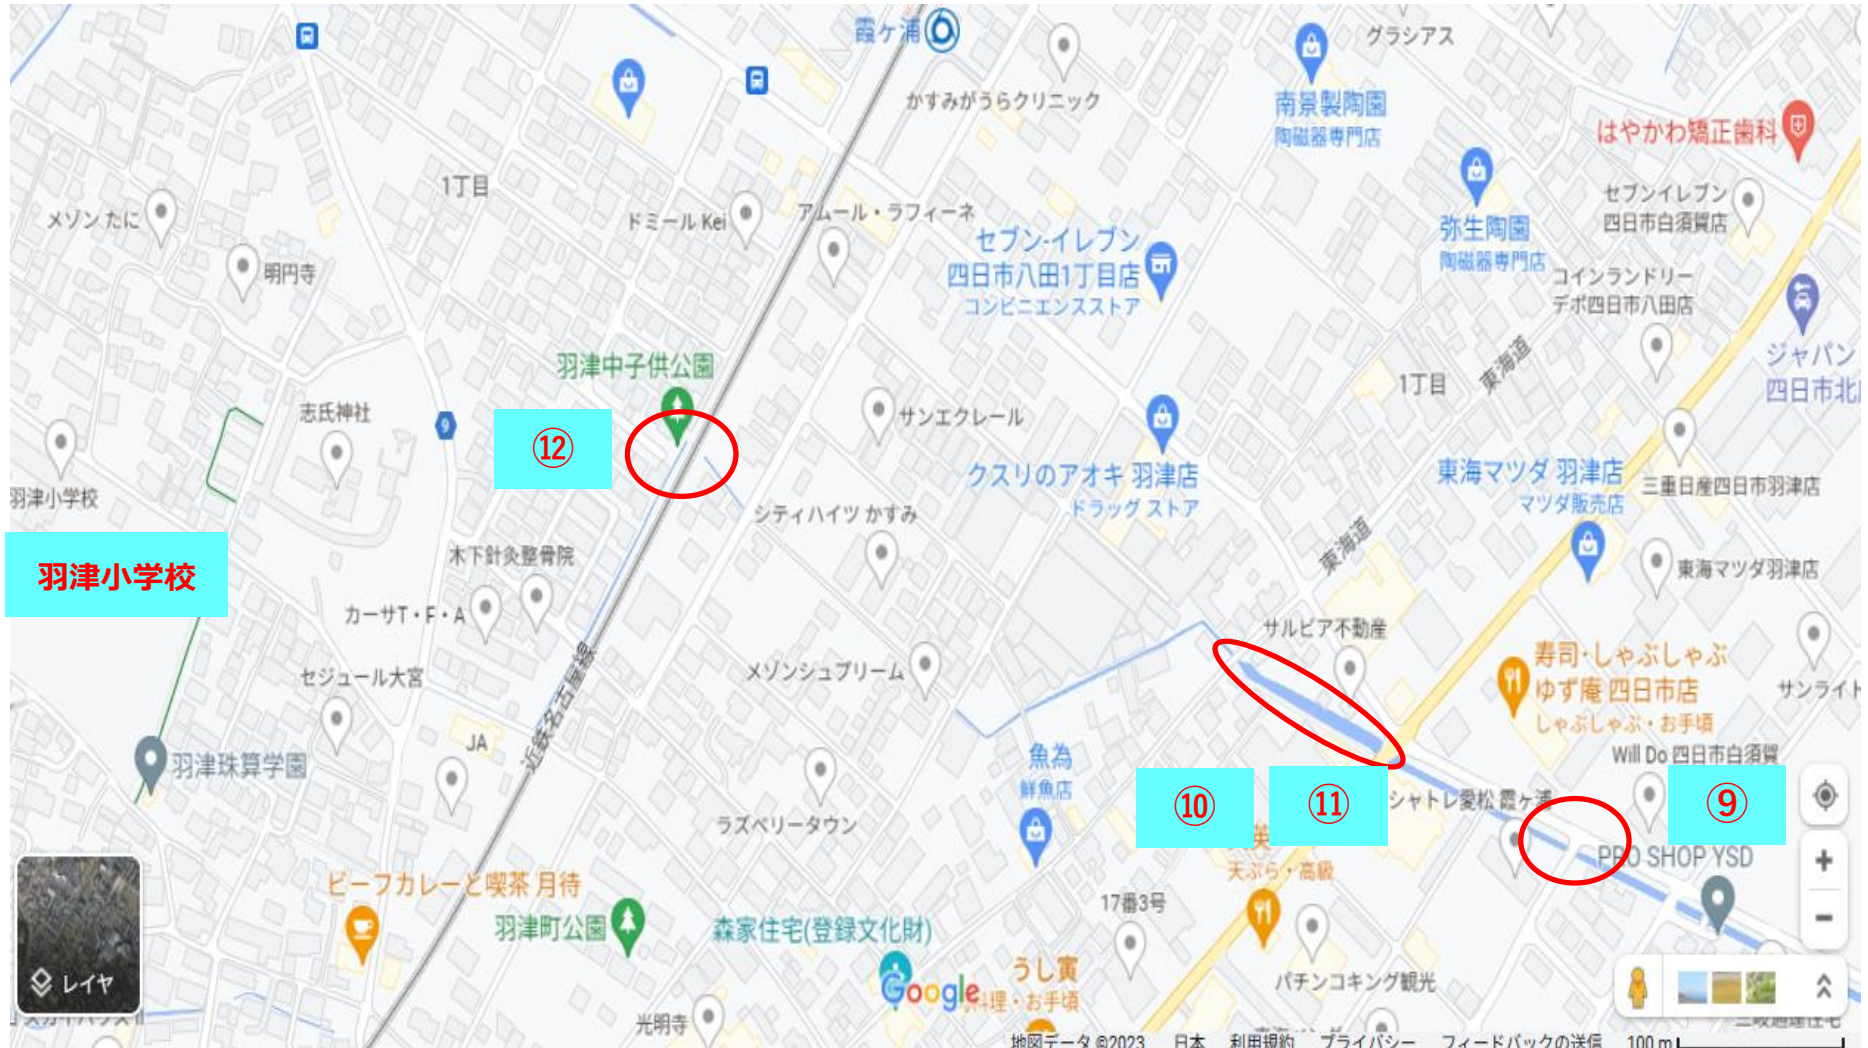 霞ヶ浦
グラシアス
かすみがうらクリニック
南景製陶園
陶磁器専門店
はやかわ矯正歯科
1丁目
メゾン たに
明円寺
ドミール Kei
アムール・ラフィーネ
セブン-イレブン
四日市八田1丁目店
コンビニエンスストア
弥生陶園
陶磁器専門店
セブンイレブン
四日市白須賀店
コインランドリー
デポ四日市八田店
東海道
ジャパン
四日市北
羽津中子供公園
志氏神社
9
⑫
サンエクレール
1丁目
クスリのアオキ 羽津店
ドラッグ ストア
東海マツダ 羽津店
マツダ販売店
三重日産四日市羽津店
羽津小学校
羽津小学校
シティハイツ かすみ
木下針灸整骨院
カーサT・F・A
東海道
東海マツダ羽津店
サルビア不動産
セジュール大宮
近鉄名古屋線
メゾンシュプリーム
寿司・しゃぶしゃぶ
ゆず庵 四日市店
しゃぶしゃぶ・お手頃
サンライト
JA
羽津珠算学園
魚為
鮮魚店
Will Do 四日市白須賀
⑩
⑪
シャトレ愛松 霞ケ浦
⑨
ラズベリータウン
天ぷら・高級
PRO SHOP YSD
ビーフカレーと喫茶 月待
羽津町公園
森家住宅(登録文化財)
17番3号
うし寅
料理・お手頃
パチンコキング観光
レイヤ
Google
光明寺
地図データ ©2023 日本 利用規約 プライバシー フィードバックの送信 100 m